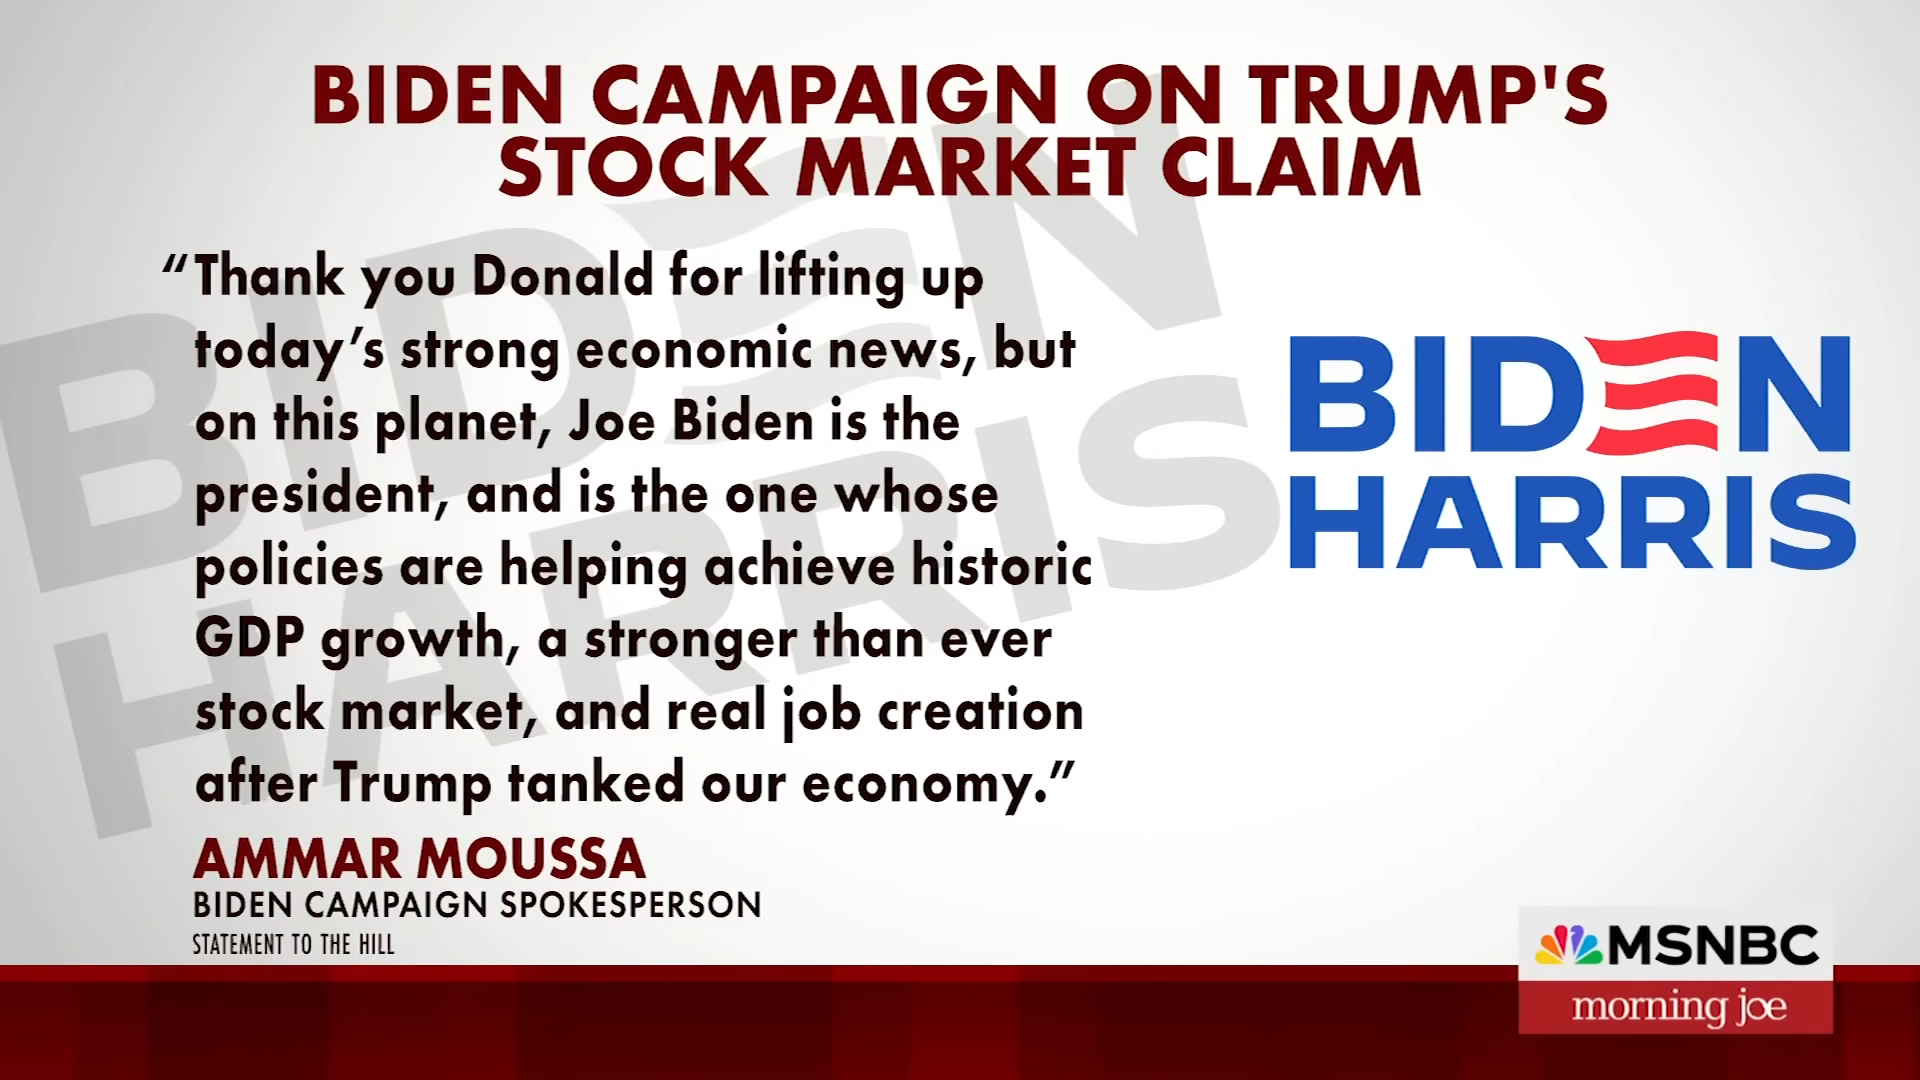 BIDEN CAMPAIGN ON TRUMP'S
STOCK MARKET CLAIM
“Thank you Donald for lifting up
today’s strong economic news, but
on this planet, Joe Biden is the
president, and is the one whose
policies are helping achieve historic
GDP growth, a stronger than ever
stock market, and real job creation
after Trump tanked our economy.”
AMMAR MOUSSA
BIDEN CAMPAIGN SPOKESPERSON
STATEMENT TO THE HILL
BIDEN
HARRIS
BIDEN
HARRIS
MSNBC
morning joe